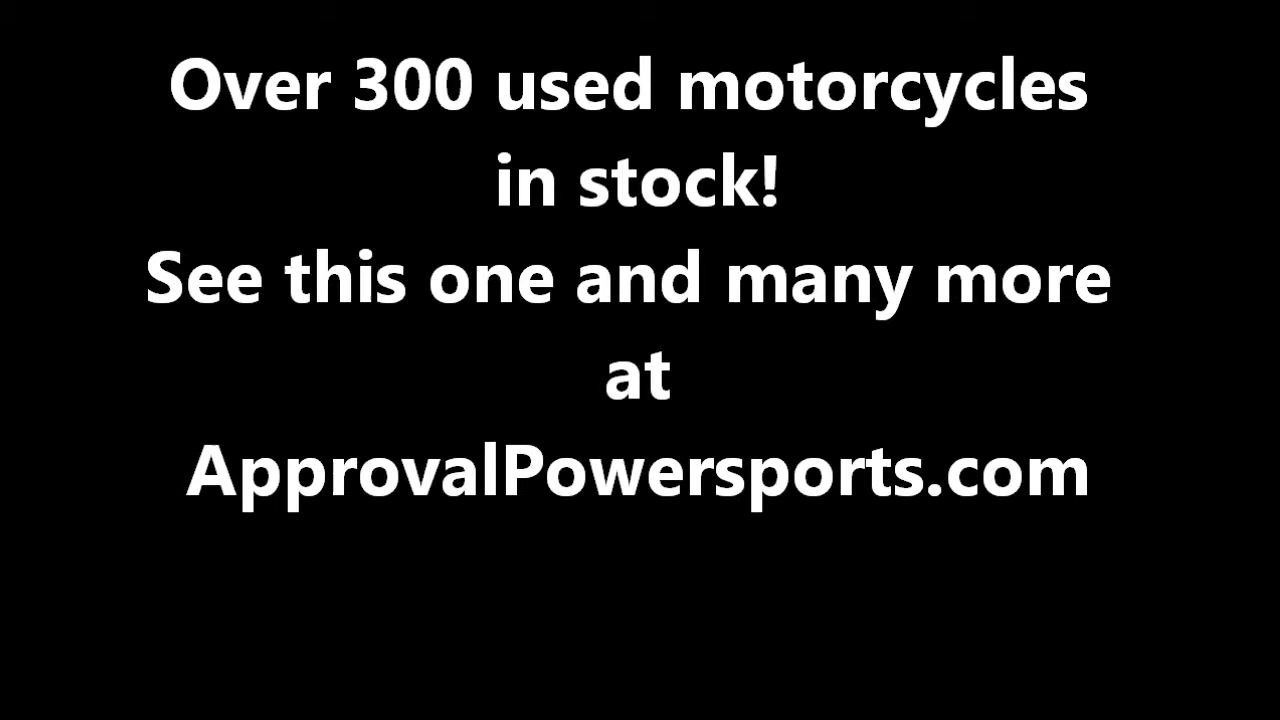 Over 300 used motorcycles
in stock!
See this one and many more
at
ApprovalPowersports.com